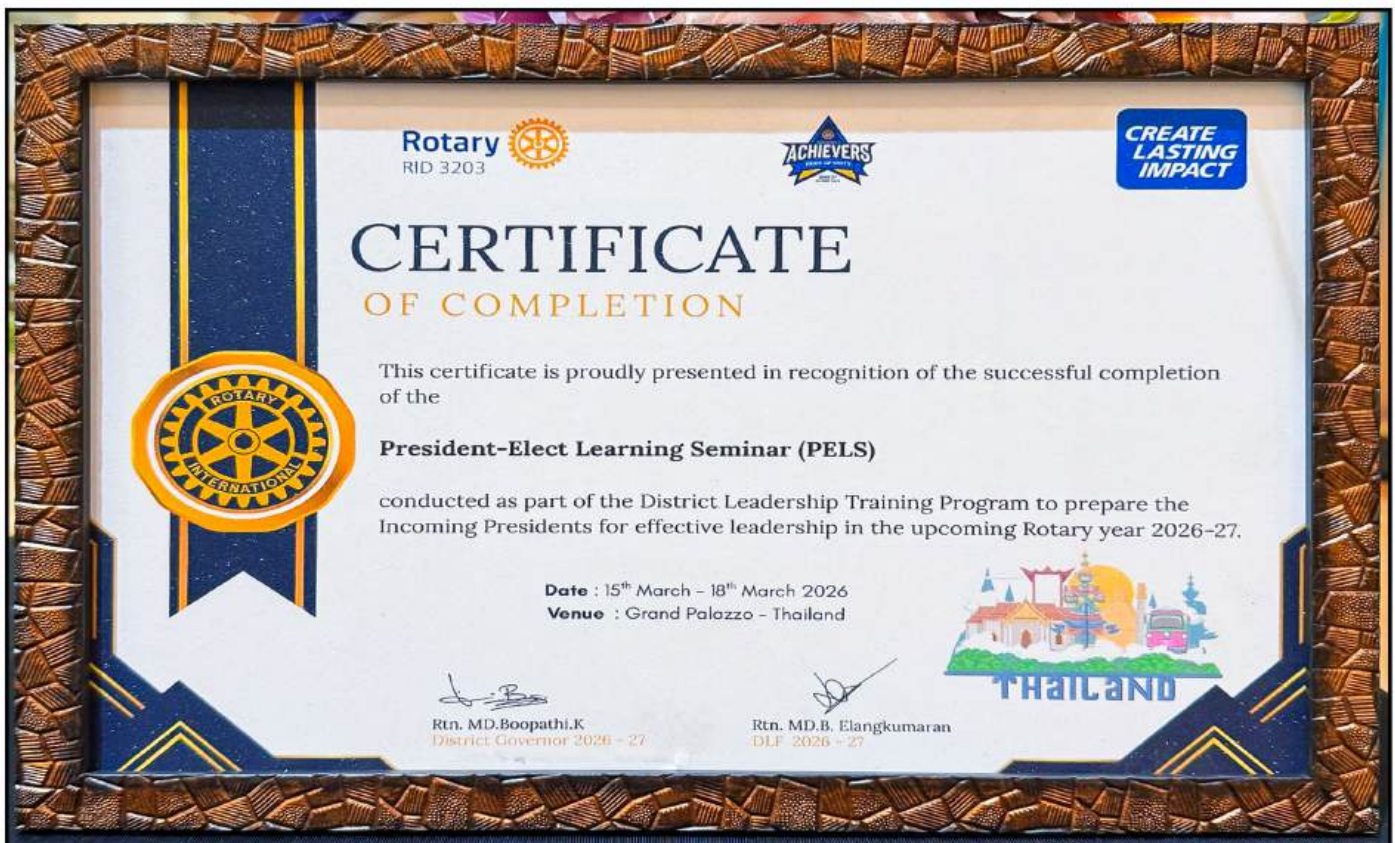 Rotary
RID 3203
ACHIEVERS
CREATE
LASTING
IMPACT
CERTIFICATE
OF COMPLETION
This certificate is proudly presented in recognition of the successful completion
of the
President-Elect Learning Seminar (PELS)
ROTARY
INTERNATIONAL
conducted as part of the District Leadership Training Program to prepare the
Incoming Presidents for effective leadership in the upcoming Rotary year 2026-27.
Date : 15th March - 18th March 2026
Venue : Grand Palazzo - Thailand
THAILAND
Rtn. MD.Boopathi.K
District Governor 2026 - 27
Rtn. MD.B. Elangkumaran
DLF 2026 - 27